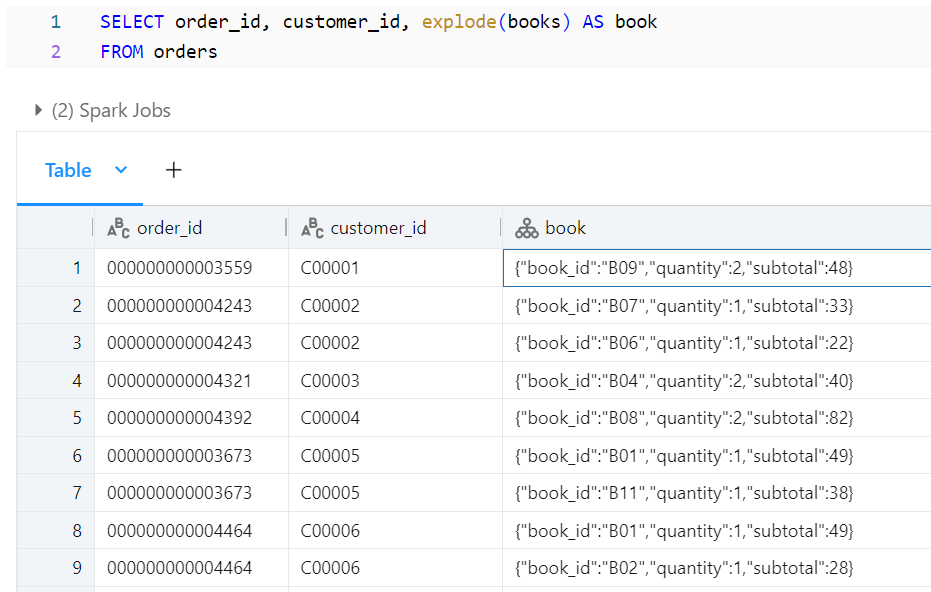 1 SELECT order_id, customer_id, explode(books) AS book
2 FROM orders
(2) Spark Jobs
Table +
ABC order_id ABC customer_id book
1 000000000003559 C00001 {"book_id":"B09","quantity":2,"subtotal":48}
2 000000000004243 C00002 {"book_id":"B07","quantity":1,"subtotal":33}
3 000000000004243 C00002 {"book_id":"B06","quantity":1,"subtotal":22}
4 000000000004321 C00003 {"book_id":"B04","quantity":2,"subtotal":40}
5 000000000004392 C00004 {"book_id":"B08","quantity":2,"subtotal":82}
6 000000000003673 C00005 {"book_id":"B01","quantity":1,"subtotal":49}
7 000000000003673 C00005 {"book_id":"B11","quantity":1,"subtotal":38}
8 000000000004464 C00006 {"book_id":"B01","quantity":1,"subtotal":49}
9 000000000004464 C00006 {"book_id":"B02","quantity":1,"subtotal":28}